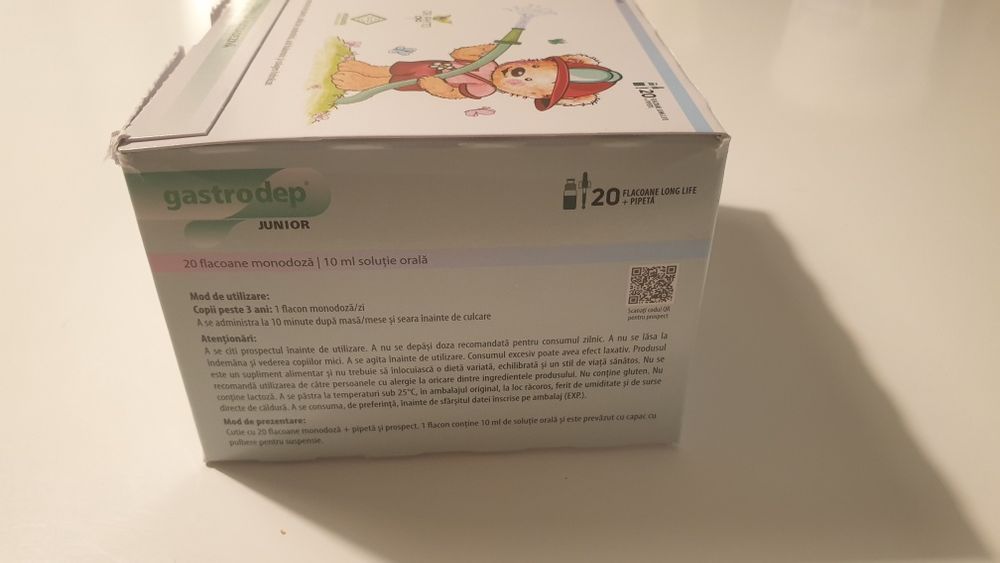 gastrodep®
JUNIOR
20 FLACOANE LONG LIFE
+ PIPETĂ
20 flacoane monodoză | 10 ml soluție orală
Mod de utilizare:
Copii peste 3 ani: 1 flacon monodoză/zi
A se administra la 10 minute după masă/mese și seara înainte de culcare
Scanați codul QR
pentru prospect
Atenționări:
A se citi prospectul înainte de utilizare. A nu se depăși doza recomandată pentru consumul zilnic. A nu se lăsa la
îndemâna și vederea copiilor mici. A se agita înainte de utilizare. Consumul excesiv poate avea efect laxativ. Produsul
este un supliment alimentar și nu trebuie să înlocuiască o dietă variată, echilibrată și un stil de viață sănătos. Nu se
recomandă utilizarea de către persoanele cu alergie la oricare dintre ingredientele produsului. Nu conține gluten. Nu
conține lactoză. A se păstra la temperaturi sub 25°C, în ambalajul original, la loc răcoros, ferit de umiditate și de surse
directe de căldură. A se consuma, de preferință, înainte de sfârșitul datei înscrise pe ambalaj (EXP.).
Mod de prezentare:
Cutie cu 20 flacoane monodoză + pipetă și prospect. 1 flacon conține 10 ml de soluție orală și este prevăzut cu capac cu
pulbere pentru suspensie.